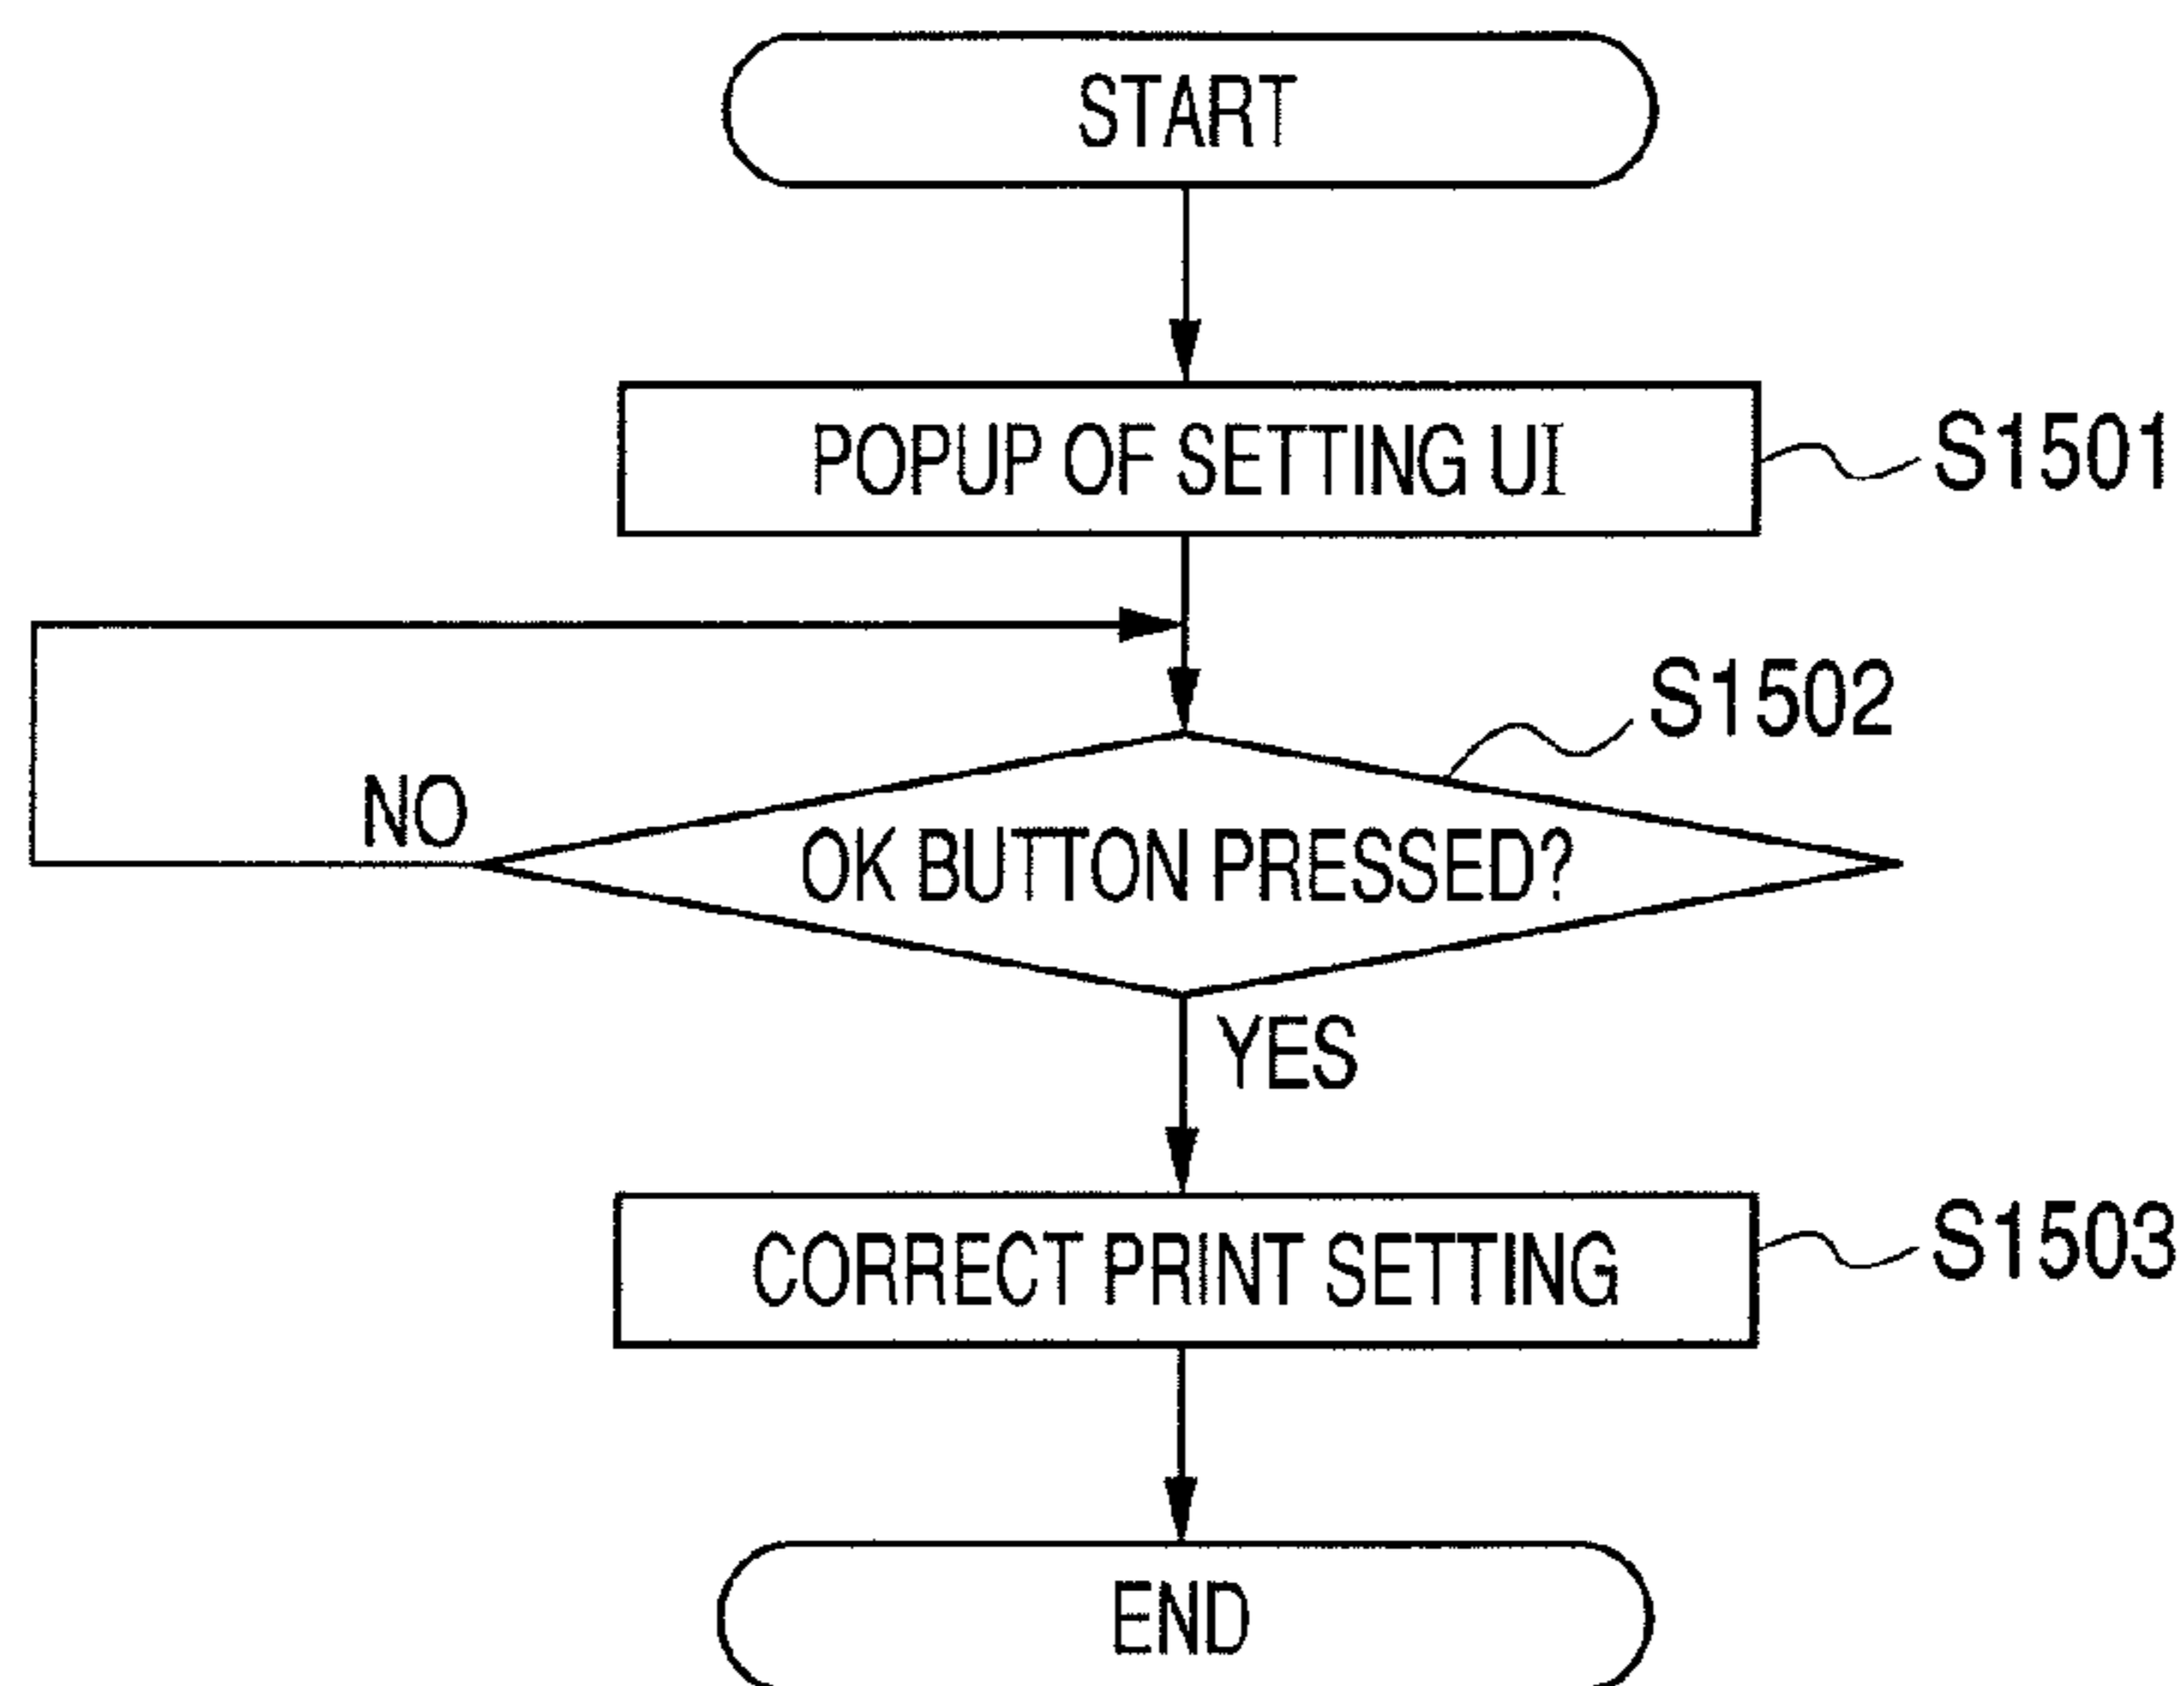 START
POPUP OF SETTING UI
S1501
S1502
NO
OK BUTTON PRESSED?
YES
CORRECT PRINT SETTING
S1503
END